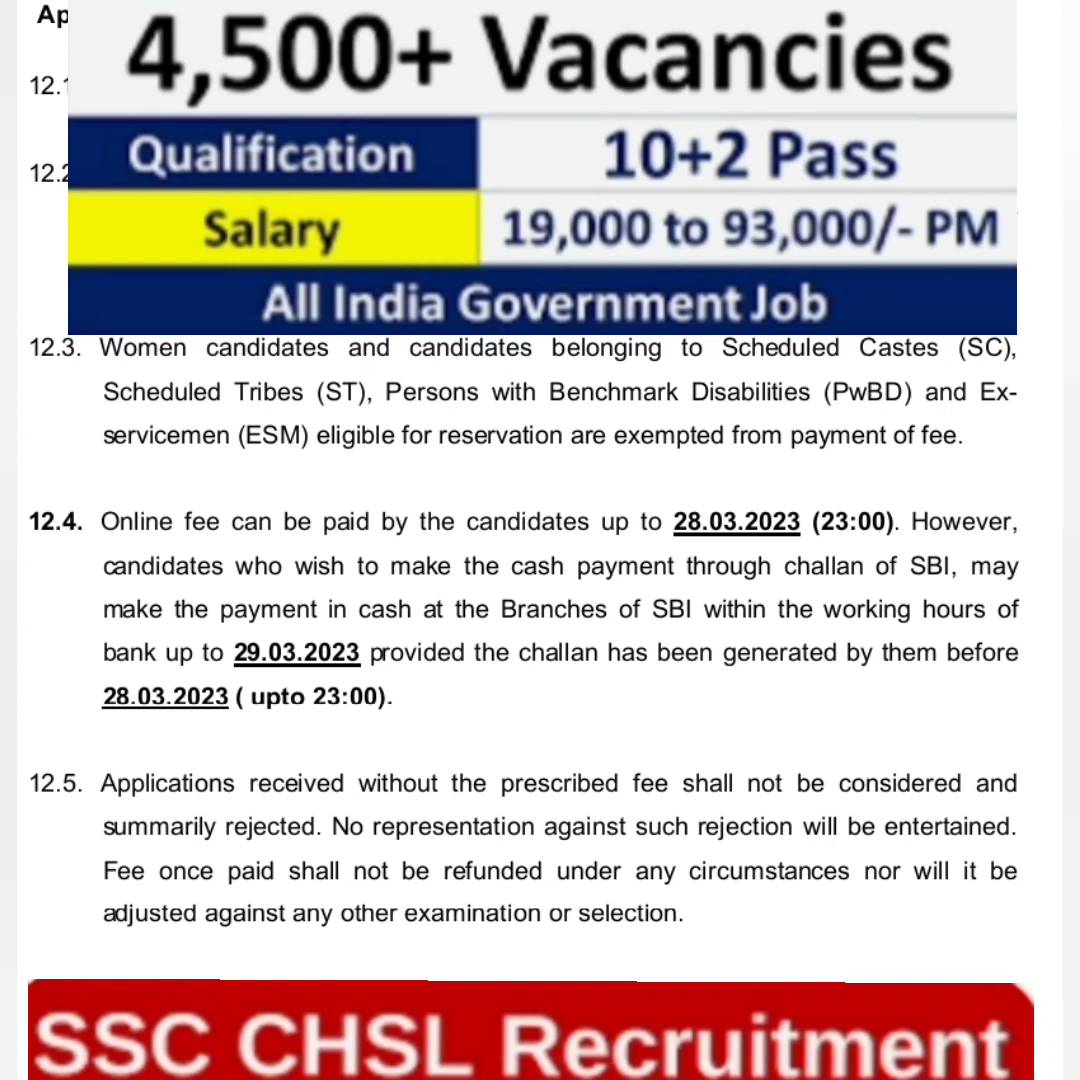 Ap
4,500+ Vacancies
12.1
Qualification 10+2 Pass
12.2
Salary 19,000 to 93,000/- PM
All India Government Job
12.3. Women candidates and candidates belonging to Scheduled Castes (SC),
Scheduled Tribes (ST), Persons with Benchmark Disabilities (PwBD) and Ex-
servicemen (ESM) eligible for reservation are exempted from payment of fee.
12.4. Online fee can be paid by the candidates up to 28.03.2023 (23:00). However,
candidates who wish to make the cash payment through challan of SBI, may
make the payment in cash at the Branches of SBI within the working hours of
bank up to 29.03.2023 provided the challan has been generated by them before
28.03.2023 ( upto 23:00).
12.5. Applications received without the prescribed fee shall not be considered and
summarily rejected. No representation against such rejection will be entertained.
Fee once paid shall not be refunded under any circumstances nor will it be
adjusted against any other examination or selection.
SSC CHSL Recruitment